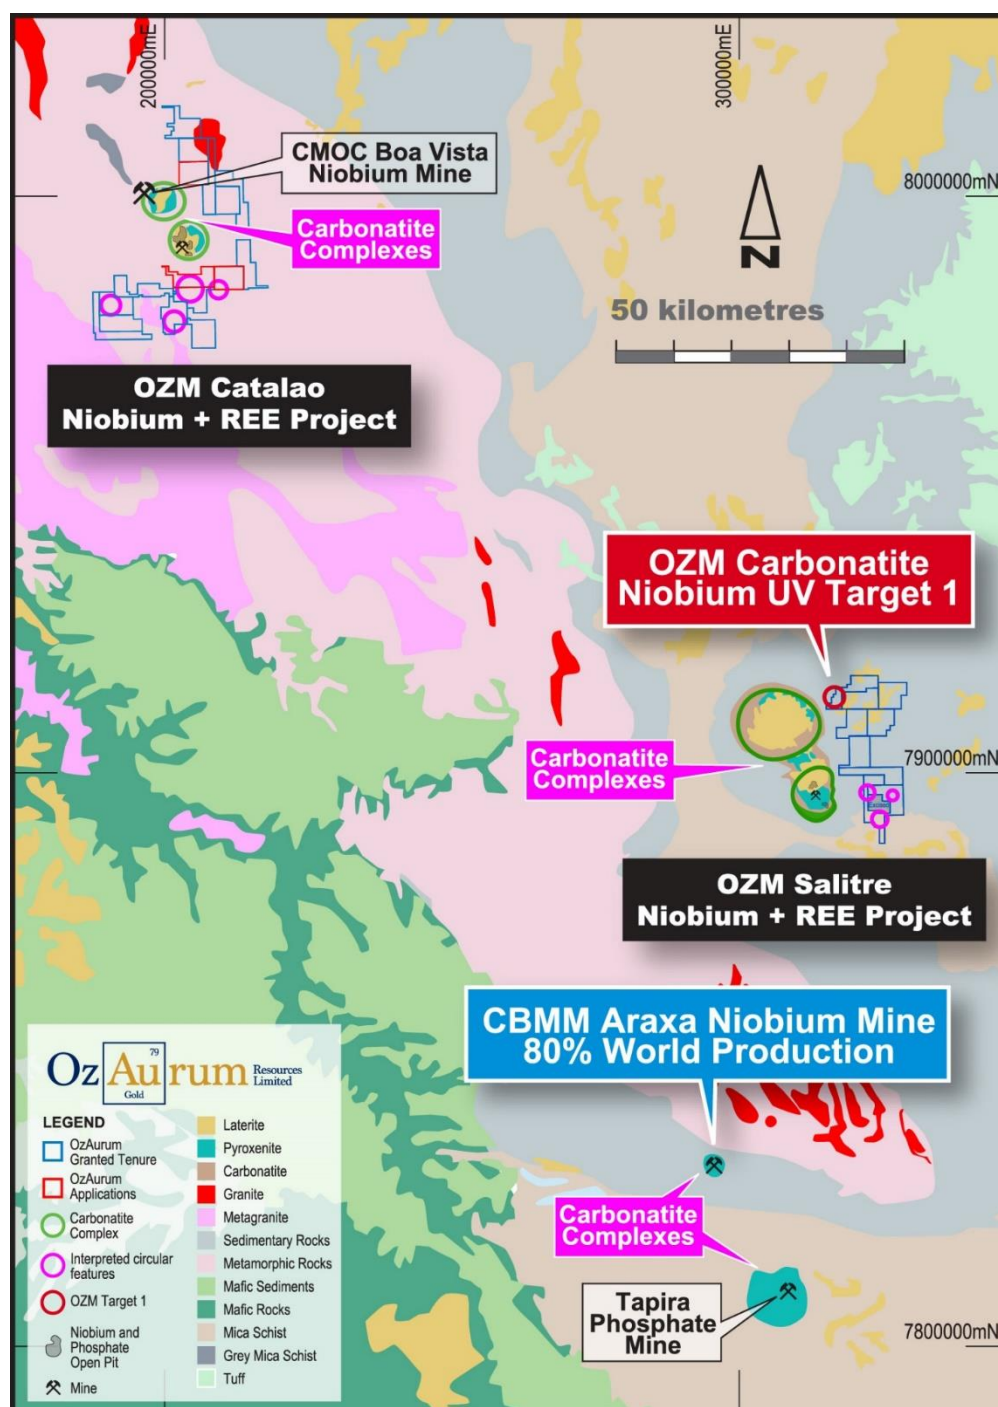 200000mE
300000mE
CMOC Boa Vista
Niobium Mine
8000000mN
Carbonatite
Complexes
N
50 kilometres
OZM Catalao
Niobium + REE Project
OZM Carbonatite
Niobium UV Target 1
Carbonatite
Complexes
7900000mN
OZM Salitre
Niobium + REE Project
CBMM Araxa Niobium Mine
80% World Production
Carbonatite
Complexes
Tapira
Phosphate
Mine
7800000mN
79
OzAurum Resources
Limited
Gold
LEGEND
OzAurum
Granted Tenure
OzAurum
Applications
Carbonatite
Complex
Interpreted circular
features
OZM Target 1
Niobium and
Phosphate
Open Pit
Mine
Laterite
Pyroxenite
Carbonatite
Granite
Metagranite
Sedimentary Rocks
Metamorphic Rocks
Mafic Sediments
Mafic Rocks
Mica Schist
Grey Mica Schist
Tuff